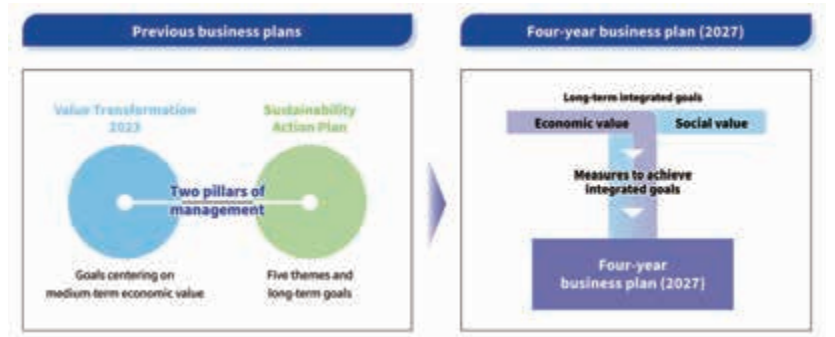 Previous business plans
Value Transformation
2023
Sustainability
Action Plan
Two pillars of
management
Goals centering on
medium-term economic value
Five themes and
long-term goals
Four-year business plan (2027)
Long-term integrated goals
Economic value
Social value
Measures to achieve
integrated goals
Four-year
business plan (2027)